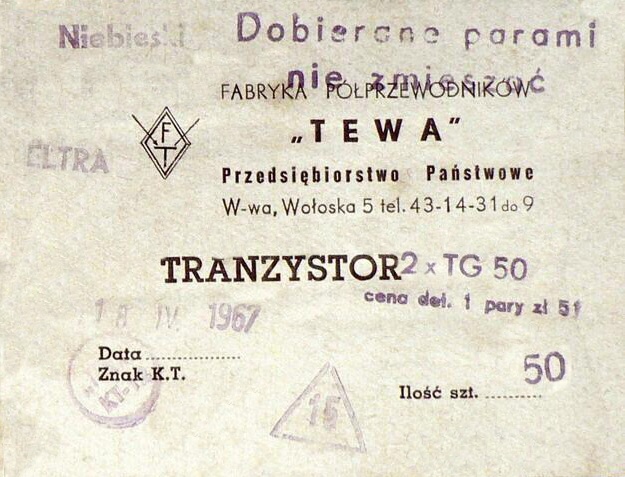 Niebieski Dobierane parami
nie zmieszać
FABRYKA PÓŁPRZEWODNIKÓW
FT
„TEWA”
ELTRA
Przedsiębiorstwo Państwowe
W-wa, Wołoska 5 tel. 43-14-31 do 9
TRANZYSTOR 2 x TG 50
cena det. 1 pary zł 51
18 IV. 1967
Data
Znak K.T.
50
Ilość szt.
15